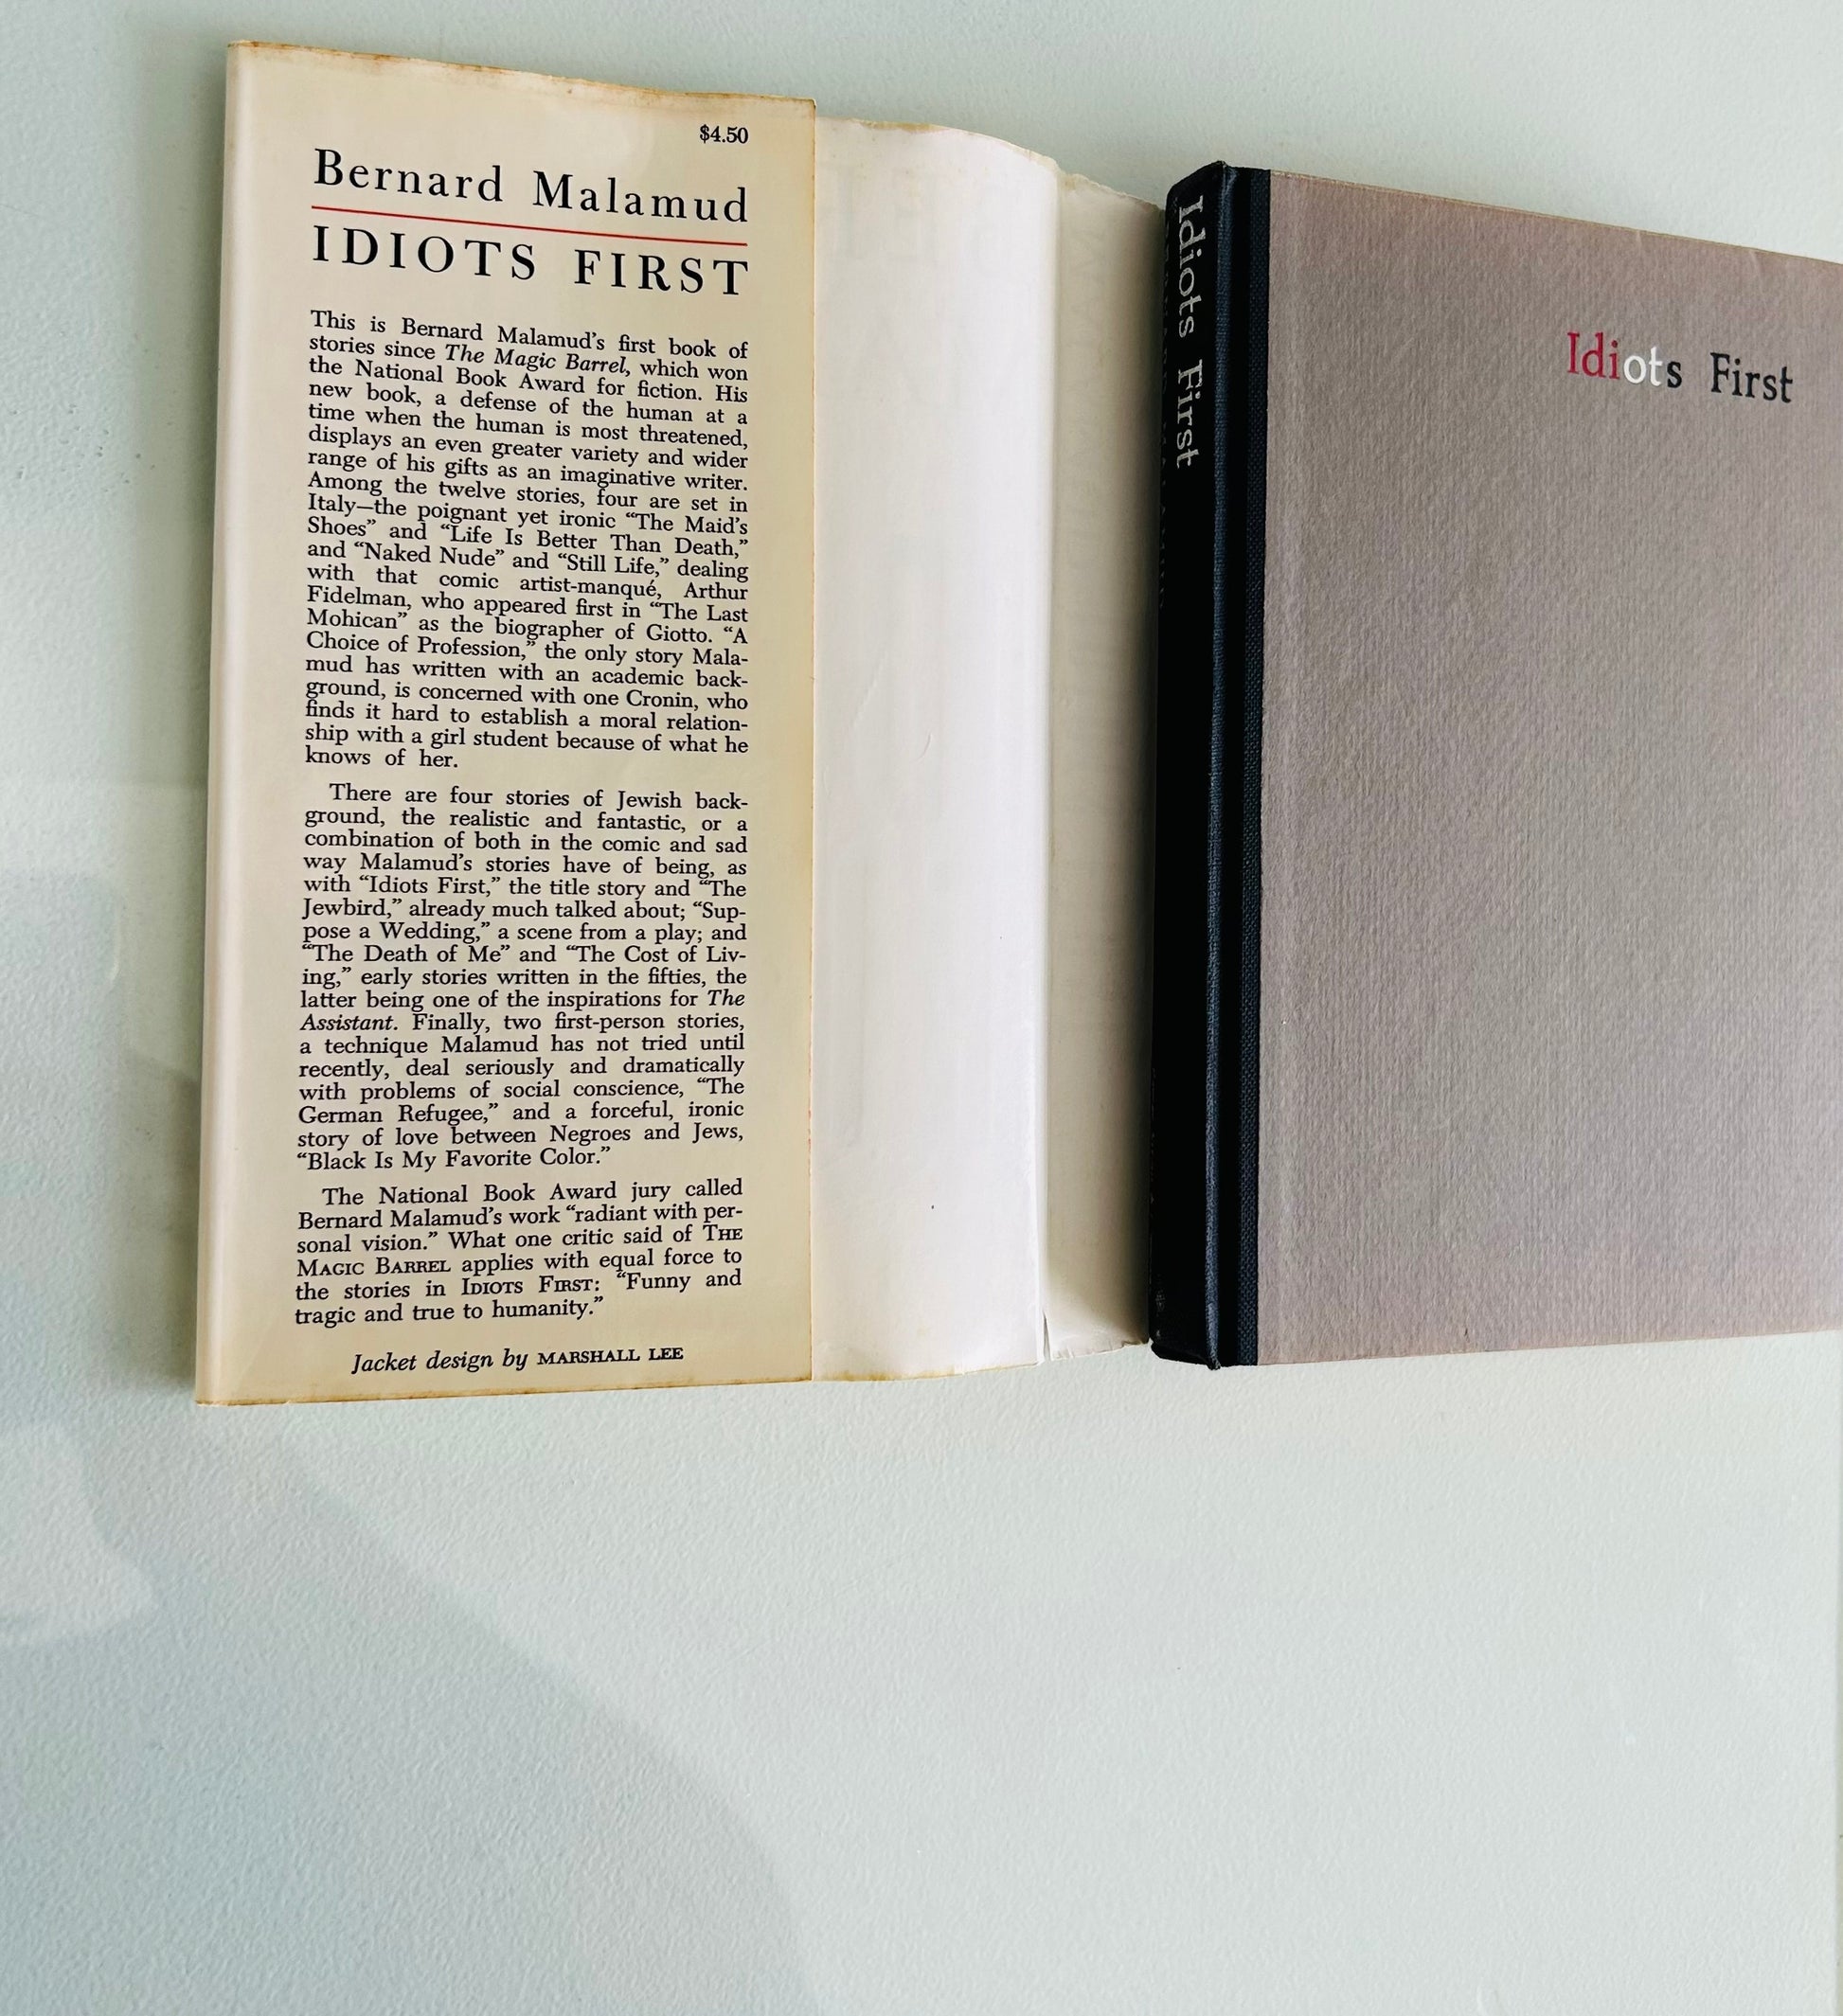 $4.50
Bernard Malamud
IDIOTS FIRST
This is Bernard Malamud's first book of
stories since The Magic Barrel, which won
the National Book Award for fiction. His
new book, a defense of the human at a
time when the human is most threatened,
displays an even greater variety and wider
range of his gifts as an imaginative writer.
Among the twelve stories, four are set in
Italy—the poignant yet ironic “The Maid's
Shoes” and “Life Is Better Than Death,”
and “Naked Nude” and “Still Life,” dealing
with that comic artist-manqué, Arthur
Fidelman, who appeared first in “The Last
Mohican” as the biographer of Giotto. “A
Choice of Profession,” the only story Mala-
mud has written with an academic back-
ground, is concerned with one Cronin, who
finds it hard to establish a moral relation-
ship with a girl student because of what he
knows of her.
There are four stories of Jewish back-
ground, the realistic and fantastic, or a
combination of both in the comic and sad
way Malamud's stories have of being, as
with “Idiots First,” the title story and “The
Jewbird,” already much talked about; “Sup-
pose a Wedding,” a scene from a play; and
“The Death of Me” and “The Cost of Liv-
ing,” early stories written in the fifties, the
latter being one of the inspirations for The
Assistant. Finally, two first-person stories,
a technique Malamud has not tried until
recently, deal seriously and dramatically
with problems of social conscience, “The
German Refugee,” and a forceful, ironic
story of love between Negroes and Jews,
“Black Is My Favorite Color.”
The National Book Award jury called
Bernard Malamud's work “radiant with per-
sonal vision.” What one critic said of THE
MAGIC BARREL applies with equal force to
the stories in IDIOTS FIRST: “Funny and
tragic and true to humanity.”
Jacket design by MARSHALL LEE
Idiots First
Idiots First